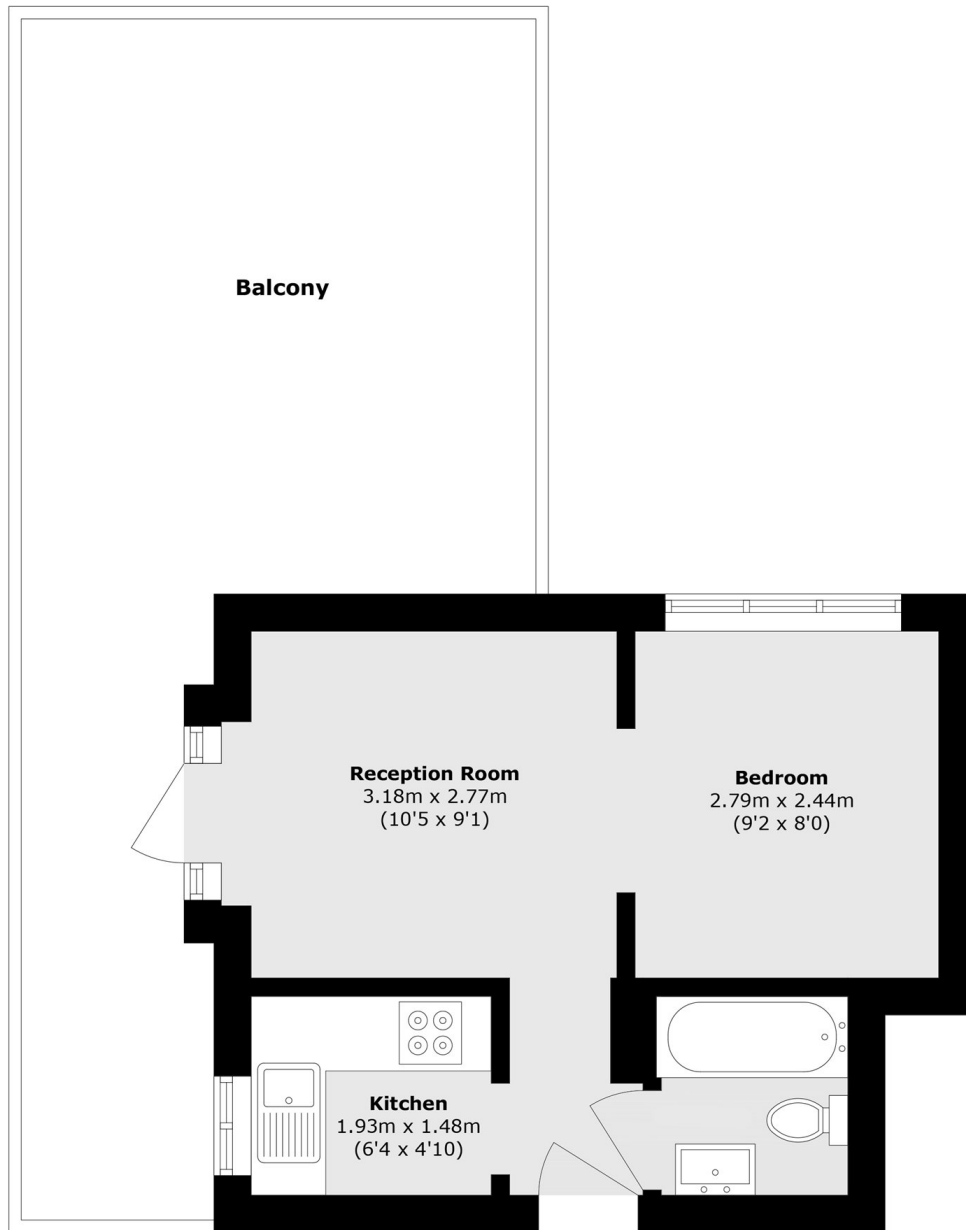 Balcony
Reception Room
3.18m x 2.77m
(10'5 x 9'1)
Bedroom
2.79m x 2.44m
(9'2 x 8'0)
Kitchen
1.93m x 1.48m
(6'4 x 4'10)